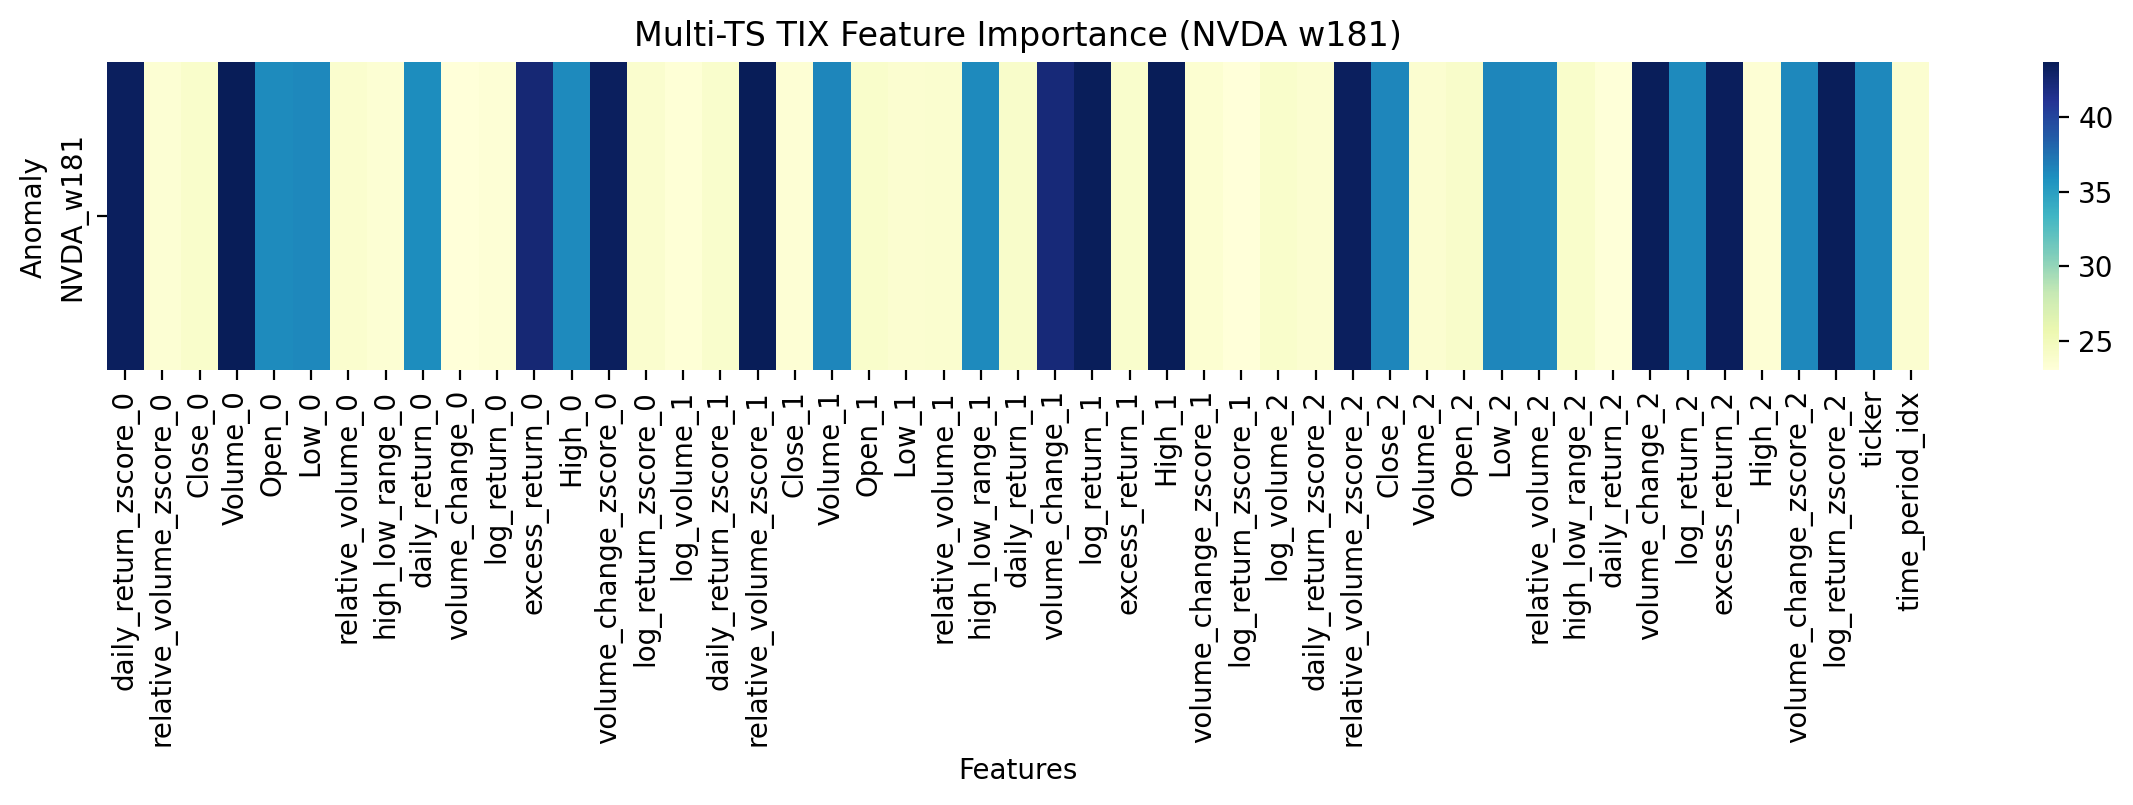 Multi-TS TIX Feature Importance (NVDA w181)
Anomaly
NVDA_w181
40
35
30
25
daily_return_zscore_0
relative_volume_zscore_0
Close_0
Volume_0
Open_0
Low_0
relative_volume_0
high_low_range_0
daily_return_0
volume_change_0
log_return_0
excess_return_0
High_0
volume_change_zscore_0
log_return_zscore_0
log_volume_1
daily_return_zscore_1
relative_volume_zscore_1
Close_1
Volume_1
Open_1
Low_1
relative_volume_1
high_low_range_1
daily_return_1
volume_change_1
log_return_1
excess_return_1
High_1
volume_change_zscore_1
log_return_zscore_1
log_volume_2
daily_return_zscore_2
relative_volume_zscore_2
Close_2
Volume_2
Open_2
Low_2
relative_volume_2
high_low_range_2
daily_return_2
volume_change_2
log_return_2
excess_return_2
High_2
volume_change_zscore_2
log_return_zscore_2
ticker
time_period_idx
Features